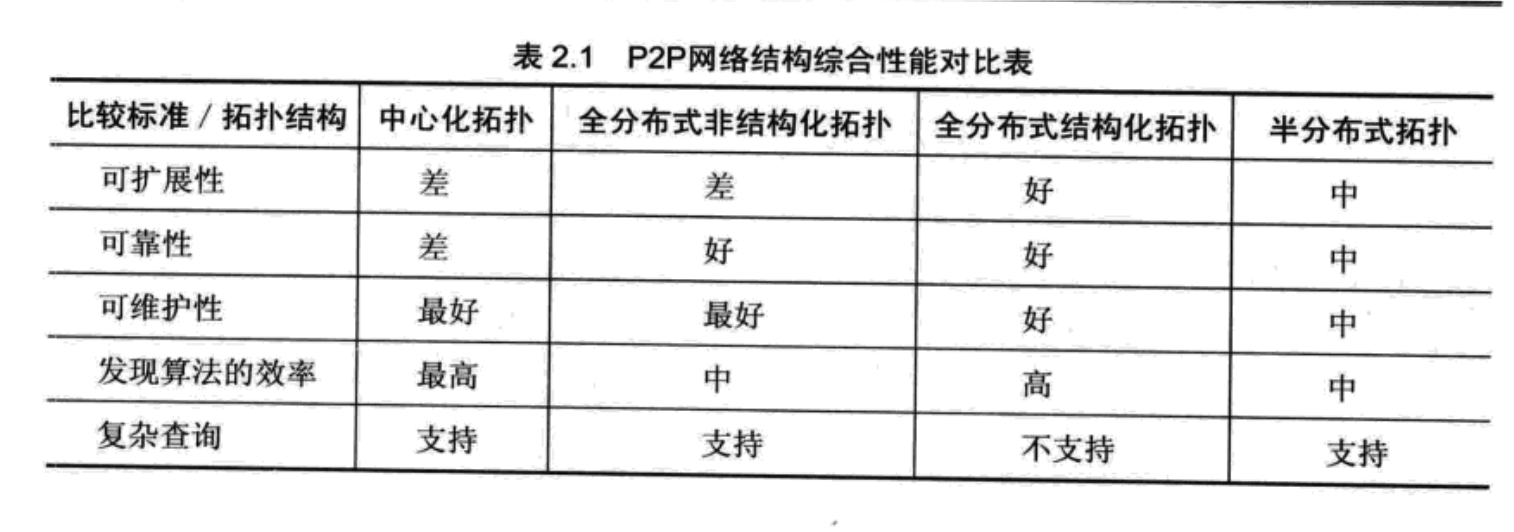 表 2.1 P2P网络结构综合性能对比表
比较标准 / 拓扑结构 中心化拓扑 全分布式非结构化拓扑 全分布式结构化拓扑 半分布式拓扑
可扩展性 差 差 好 中
可靠性 差 好 好 中
可维护性 最好 最好 好 中
发现算法的效率 最高 中 高 中
复杂查询 支持 支持 不支持 支持